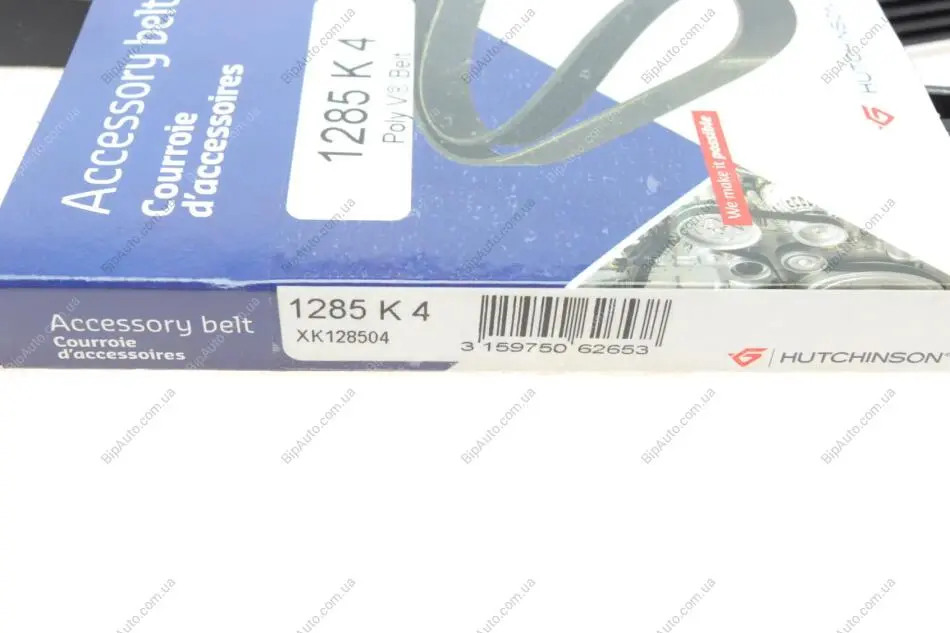 Accessory belt
Courroie
d'accessoires
1285 K 4
Poly V® Belt
We make it possible
HUTCHINSON
Accessory belt
Courroie
d'accessoires
1285 K 4
XK128504
3 159750 62653
HUTCHINSON
BipAuto.com.ua